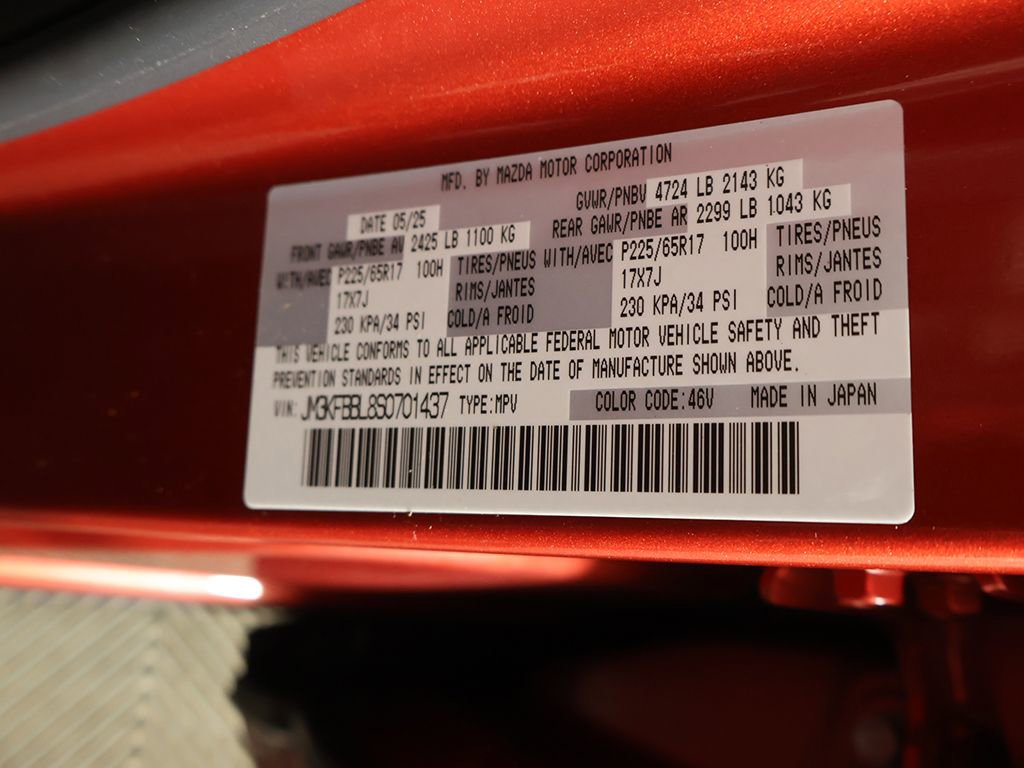 MFD. BY MAZDA MOTOR CORPORATION
DATE 05/25 GVWR/PNBV 4724 LB 2143 KG
FRONT GAWR/PNBE AV 2425 LB 1100 KG REAR GAWR/PNBE AR 2299 LB 1043 KG
WITH/AVEC P225/65R17 100H TIRES/PNEUS WITH/AVEC P225/65R17 100H TIRES/PNEUS
17X7J RIMS/JANTES 17X7J RIMS/JANTES
230 KPA/34 PSI COLD/A FROID 230 KPA/34 PSI COLD/A FROID
THIS VEHICLE CONFORMS TO ALL APPLICABLE FEDERAL MOTOR VEHICLE SAFETY AND THEFT
PREVENTION STANDARDS IN EFFECT ON THE DATE OF MANUFACTURE SHOWN ABOVE.
VIN: JM3KFBBL8S0701437 TYPE:MPV COLOR CODE:46V MADE IN JAPAN